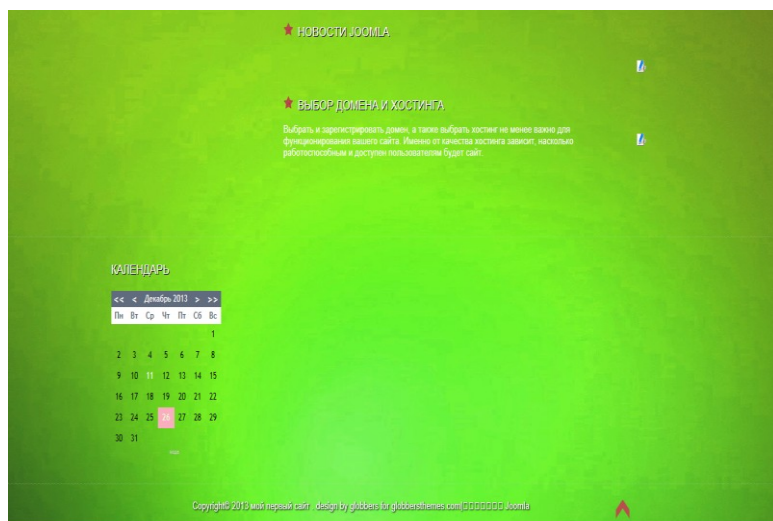 НОВОСТИ JOOMLA
ВЫБОР ДОМЕНА И ХОСТИНГА
Выбрать и зарегистрировать домен, а также выбрать хостинг не менее важно для
функционирования вашего сайта. Именно от качества хостинга зависит, насколько
работоспособным и доступен пользователям будет сайт.
КАЛЕНДАРЬ
<< < Декабрь 2013 > >>
Пн Вт Ср Чт Пт Сб Вс
1
2 3 4 5 6 7 8
9 10 11 12 13 14 15
16 17 18 19 20 21 22
23 24 25 26 27 28 29
30 31
Copyright© 2013 мой первый сайт design by globbers for globbersthemes.com|□□□□□□□ Joomla